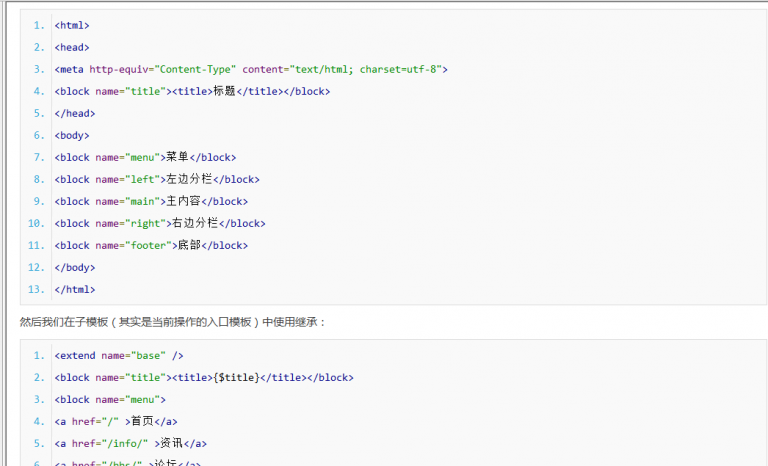 1. <html>
2. <head>
3. <meta http-equiv="Content-Type" content="text/html; charset=utf-8">
4. <block name="title"><title>标题</title></block>
5. </head>
6. <body>
7. <block name="menu">菜单</block>
8. <block name="left">左边分栏</block>
9. <block name="main">主内容</block>
10. <block name="right">右边分栏</block>
11. <block name="footer">底部</block>
12. </body>
13. </html>
然后我们在子模板（其实是当前操作的入口模板）中使用继承：
1. <extend name="base" />
2. <block name="title"><title>{$title}</title></block>
3. <block name="menu">
4. <a href="/" >首页</a>
5. <a href="/info/" >资讯</a>
6. <a href="/bbs/" >论坛</a>